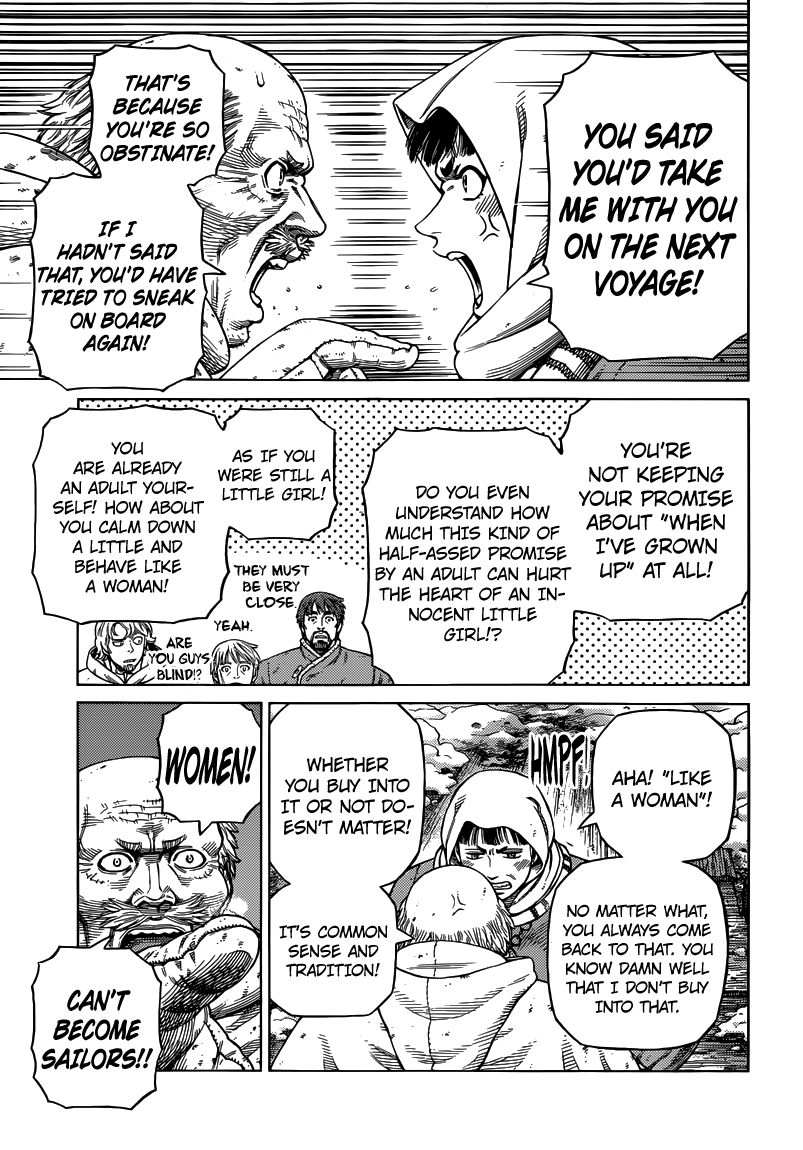 YOU SAID
YOU'D TAKE
ME WITH YOU
ON THE NEXT
VOYAGE!
THAT'S
BECAUSE
YOU'RE SO
OBSTINATE!
IF I
HADN'T SAID
THAT, YOU'D HAVE
TRIED TO SNEAK
ON BOARD
AGAIN!
YOU'RE
NOT KEEPING
YOUR PROMISE
ABOUT "WHEN
I'VE GROWN
UP" AT ALL!
DO YOU EVEN
UNDERSTAND HOW
MUCH THIS KIND OF
HALF-ASSED PROMISE
BY AN ADULT CAN HURT
THE HEART OF AN IN-
NOCENT LITTLE
GIRL!?
AS IF YOU
WERE STILL A
LITTLE GIRL!
YOU
ARE ALREADY
AN ADULT YOUR-
SELF! HOW ABOUT
YOU CALM DOWN
A LITTLE AND
BEHAVE LIKE
A WOMAN!
THEY MUST
BE VERY
CLOSE.
YEAH.
ARE
YOU GUYS
BLIND!?
AHA! "LIKE
A WOMAN"!
HMPF!
NO MATTER WHAT,
YOU ALWAYS COME
BACK TO THAT. YOU
KNOW DAMN WELL
THAT I DON'T BUY
INTO THAT.
WHETHER
YOU BUY INTO
IT OR NOT DO-
ESN'T MATTER!
IT'S COMMON
SENSE AND
TRADITION!
WOMEN!
CAN'T
BECOME
SAILORS!!